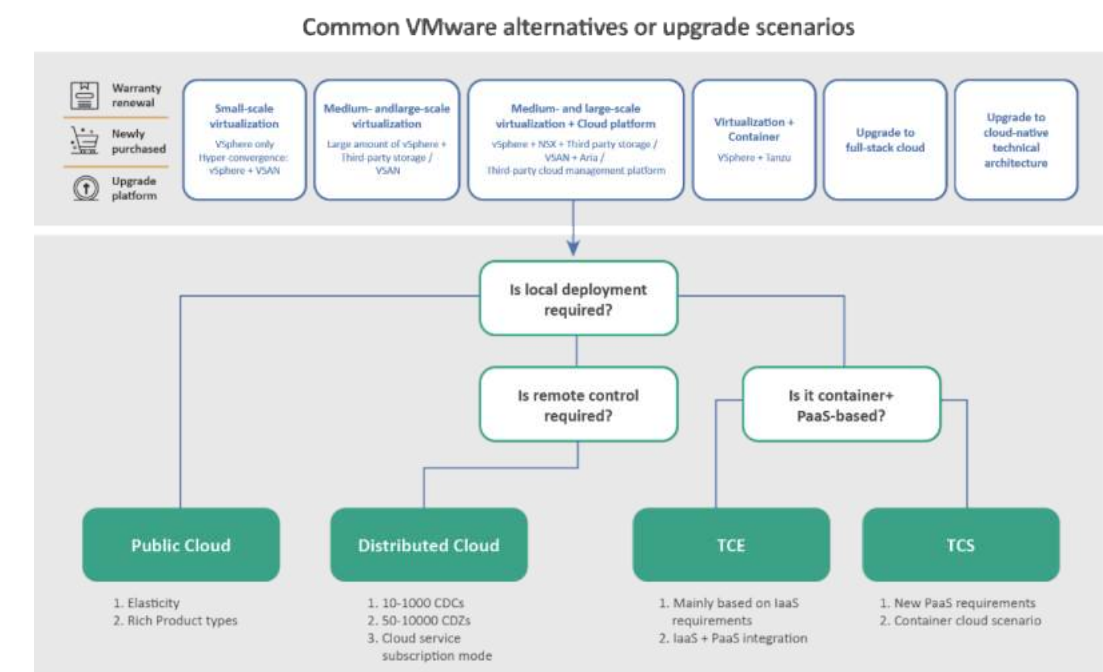 Common VMware alternatives or upgrade scenarios
Warranty
renewal
Newly
purchased
Upgrade
platform
Small-scale
virtualization
VSphere only
Hyper-convergence:
vSphere + VSAN
Medium- andlarge-scale
virtualization
Large amount of vSphere +
Third-party storage /
VSAN
Medium- and large-scale
virtualization + Cloud platform
vSphere + NSX + Third party storage /
VSAN + Aria /
Third-party cloud management platform
Virtualization +
Container
VSphere + Tanzu
Upgrade to
full-stack cloud
Upgrade to
cloud-native
technical
architecture
Is local deployment
required?
Is remote control
required?
Is it container+
PaaS-based?
Public Cloud
1. Elasticity
2. Rich Product types
Distributed Cloud
1. 10-1000 CDCs
2. 50-10000 CDZs
3. Cloud service
subscription mode
TCE
1. Mainly based on IaaS
requirements
2. IaaS + PaaS integration
TCS
1. New PaaS requirements
2. Container cloud scenario